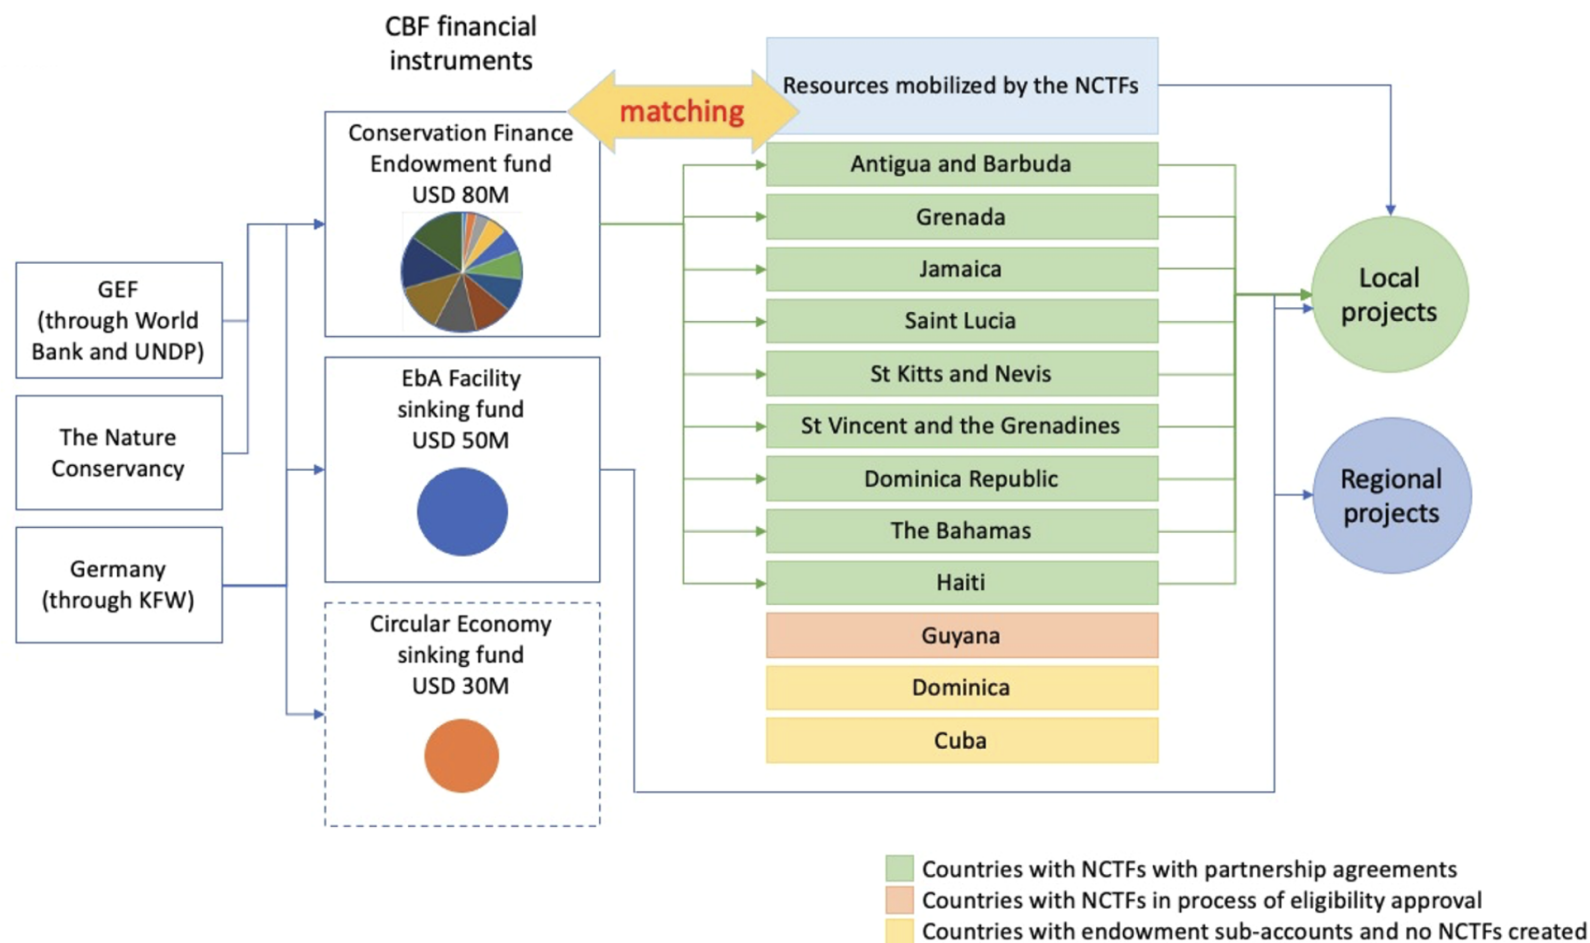 CBF financial
instruments
GEF
(through World
Bank and UNDP)
The Nature
Conservancy
Germany
(through KFW)
Conservation Finance
Endowment fund
USD 80M
EbA Facility
sinking fund
USD 50M
Circular Economy
sinking fund
USD 30M
matching
Resources mobilized by the NCTFs
Antigua and Barbuda
Grenada
Jamaica
Saint Lucia
St Kitts and Nevis
St Vincent and the Grenadines
Dominica Republic
The Bahamas
Haiti
Guyana
Dominica
Cuba
Local
projects
Regional
projects
Countries with NCTFs with partnership agreements
Countries with NCTFs in process of eligibility approval
Countries with endowment sub-accounts and no NCTFs created